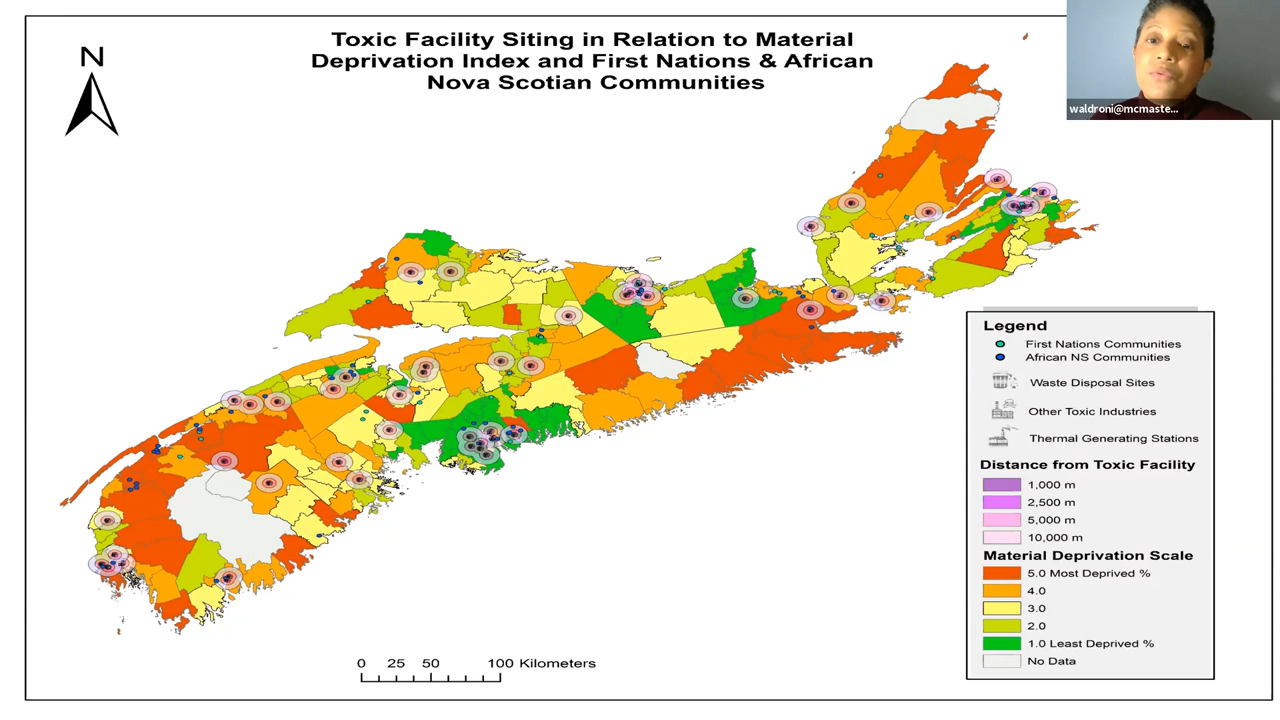 Toxic Facility Siting in Relation to Material
Deprivation Index and First Nations & African
Nova Scotian Communities
N
waldroni@mcmaste...
Legend
First Nations Communities
African NS Communities
Waste Disposal Sites
Other Toxic Industries
Thermal Generating Stations
Distance from Toxic Facility
1,000 m
2,500 m
5,000 m
10,000 m
Material Deprivation Scale
5.0 Most Deprived %
4.0
3.0
2.0
1.0 Least Deprived %
No Data
0 25 50 100 Kilometers